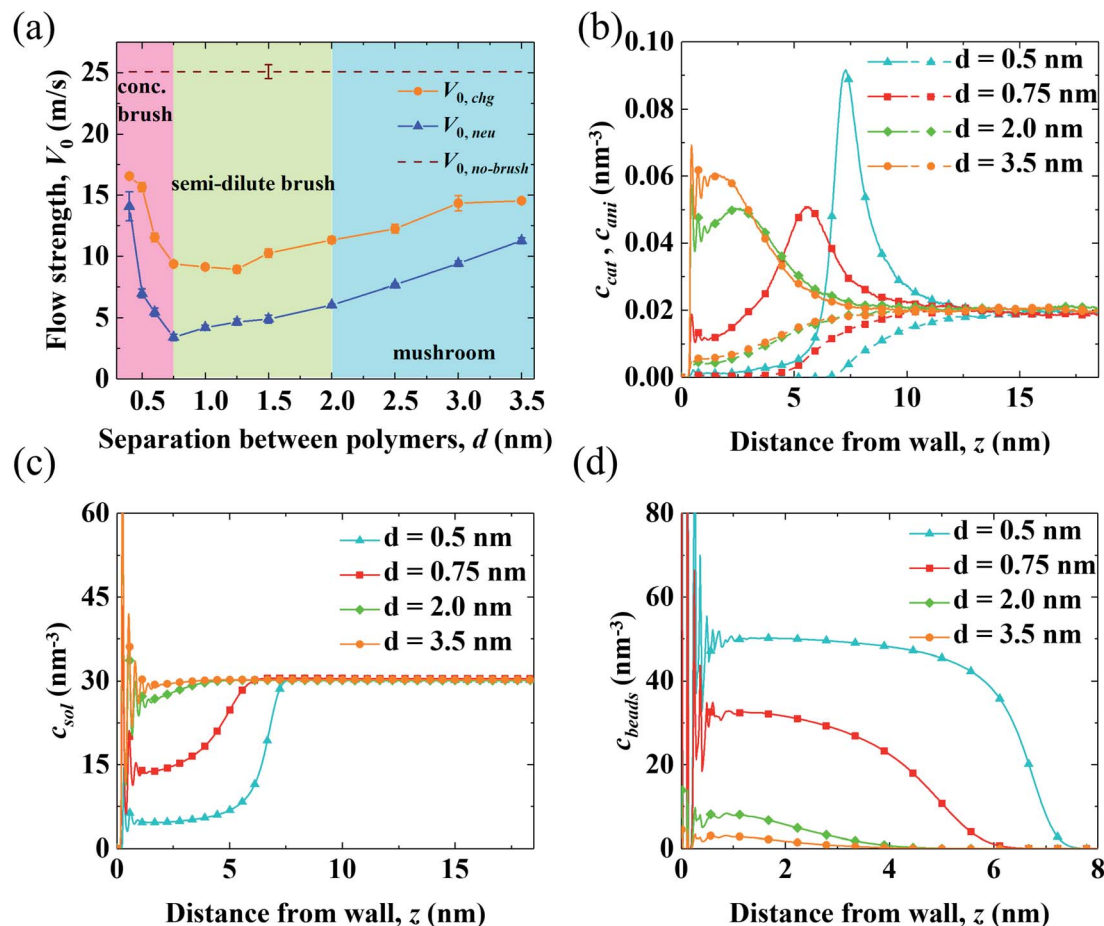 (a)
Flow strength, V0 (m/s)
30
25
20
15
10
5
0
conc.
brush
semi-dilute brush
mushroom
V0, chg
V0, neu
V0, no-brush
0.5 1.0 1.5 2.0 2.5 3.0 3.5
Separation between polymers, d (nm)
(b)
ccat , cani (nm-3)
0.10
0.08
0.06
0.04
0.02
0.00
d = 0.5 nm
d = 0.75 nm
d = 2.0 nm
d = 3.5 nm
0 5 10 15
Distance from wall, z (nm)
(c)
csol (nm-3)
60
45
30
15
0
d = 0.5 nm
d = 0.75 nm
d = 2.0 nm
d = 3.5 nm
0 5 10 15
Distance from wall, z (nm)
(d)
cbeads (nm-3)
80
60
40
20
0
d = 0.5 nm
d = 0.75 nm
d = 2.0 nm
d = 3.5 nm
0 2 4 6 8
Distance from wall, z (nm)